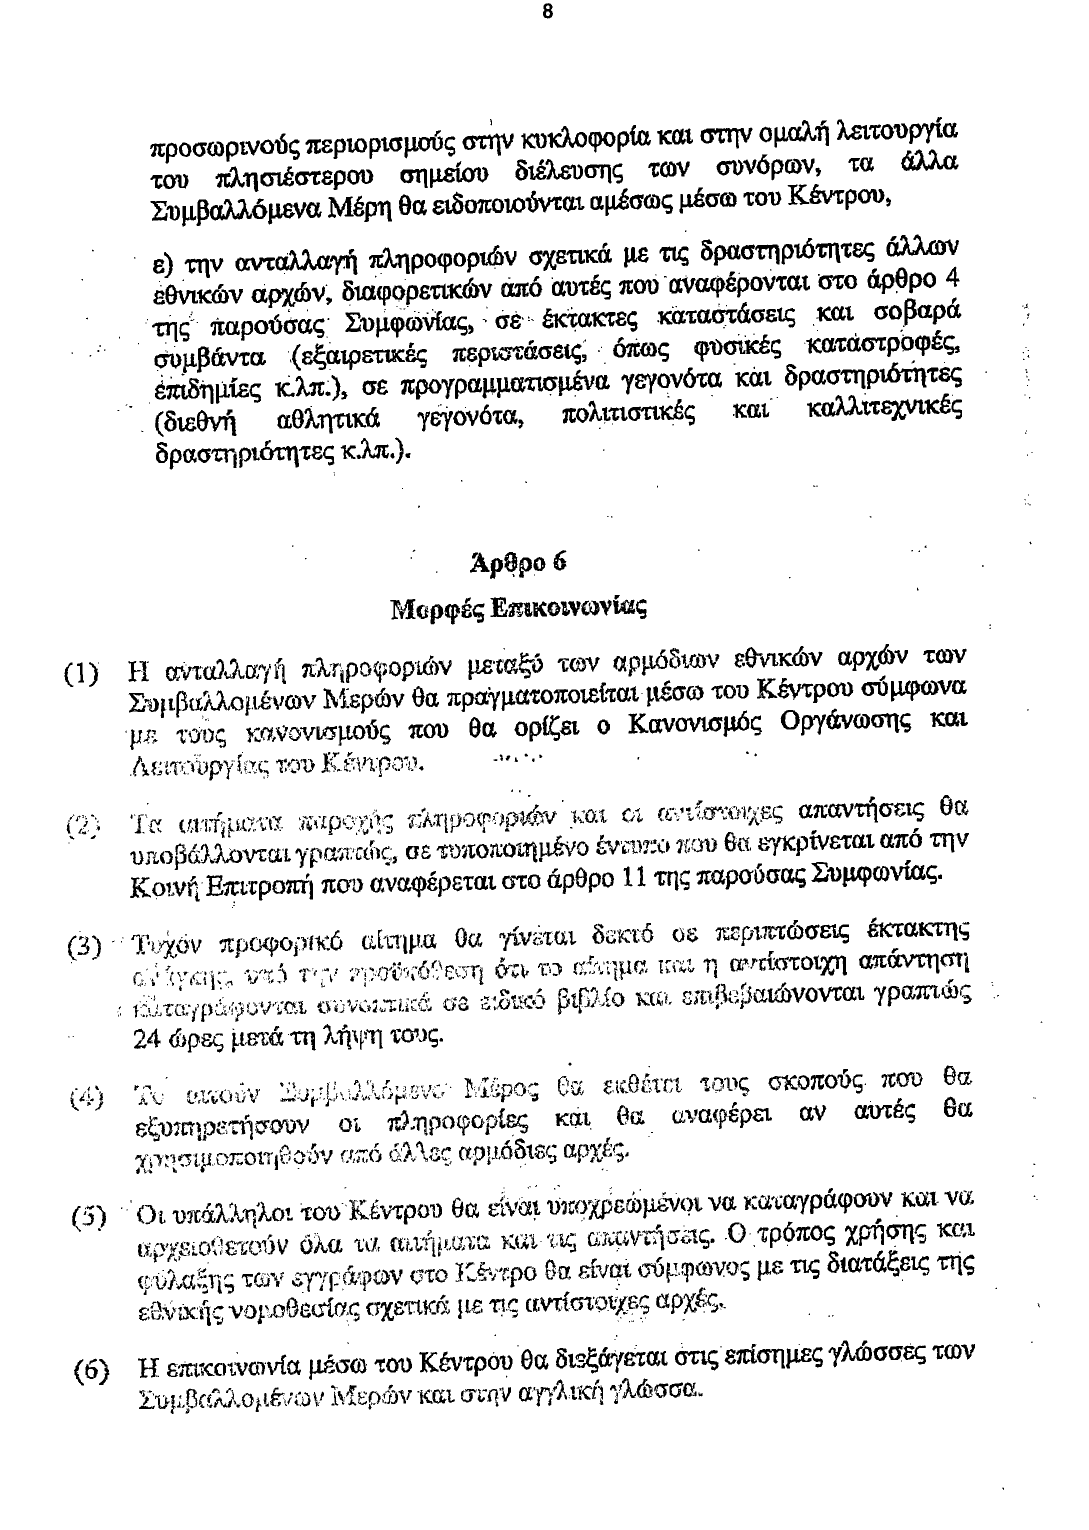 8
προσωρινούς περιορισμούς στην κυκλοφορία και στην ομαλή λειτουργία
του πλησιέστερου σημείου διέλευσης των συνόρων, τα άλλα
Συμβαλλόμενα Μέρη θα ειδοποιούνται αμέσως μέσω του Κέντρου,
ε) την ανταλλαγή πληροφοριών σχετικά με τις δραστηριότητες άλλων
εθνικών αρχών, διαφορετικών από αυτές που αναφέρονται στο άρθρο 4
της παρούσας Συμφωνίας, σε έκτακτες καταστάσεις και σοβαρά
συμβάντα (εξαιρετικές περιστάσεις, όπως φυσικές καταστροφές,
επιδημίες κ.λπ.), σε προγραμματισμένα γεγονότα και δραστηριότητες
(διεθνή αθλητικά γεγονότα, πολιτιστικές και καλλιτεχνικές
δραστηριότητες κ.λπ.).
Άρθρο 6
Μορφές Επικοινωνίας
(1) Η ανταλλαγή πληροφοριών μεταξύ των αρμόδιων εθνικών αρχών των
Συμβαλλομένων Μερών θα πραγματοποιείται μέσω του Κέντρου σύμφωνα
με τους κανονισμούς που θα ορίζει ο Κανονισμός Οργάνωσης και
Λειτουργίας του Κέντρου.
(2) Τα αιτήματα παροχής πληροφοριών και οι αντίστοιχες απαντήσεις θα
υποβάλλονται γραπτώς, σε τυποποιημένο έντυπο που θα εγκρίνεται από την
Κοινή Επιτροπή που αναφέρεται στο άρθρο 11 της παρούσας Συμφωνίας.
(3) Τυχόν προφορικό αίτημα θα γίνεται δεκτό σε περιπτώσεις έκτακτης
ανάγκης, υπό την προϋπόθεση ότι το αίτημα και η αντίστοιχη απάντηση
καταγράφονται συνοπτικά σε ειδικό βιβλίο και επιβεβαιώνονται γραπτώς
24 ώρες μετά τη λήψη τους.
(4) Το αιτούν Συμβαλλόμενο Μέρος θα εκθέτει τους σκοπούς που θα
εξυπηρετήσουν οι πληροφορίες και θα αναφέρει αν αυτές θα
χρησιμοποιηθούν από άλλες αρμόδιες αρχές.
(5) Οι υπάλληλοι του Κέντρου θα είναι υποχρεωμένοι να καταγράφουν και να
αρχειοθετούν όλα τα αιτήματα και τις απαντήσεις. Ο τρόπος χρήσης και
φύλαξης των εγγράφων στο Κέντρο θα είναι σύμφωνος με τις διατάξεις της
εθνικής νομοθεσίας σχετικά με τις αντίστοιχες αρχές.
(6) Η επικοινωνία μέσω του Κέντρου θα διεξάγεται στις επίσημες γλώσσες των
Συμβαλλομένων Μερών και στην αγγλική γλώσσα.